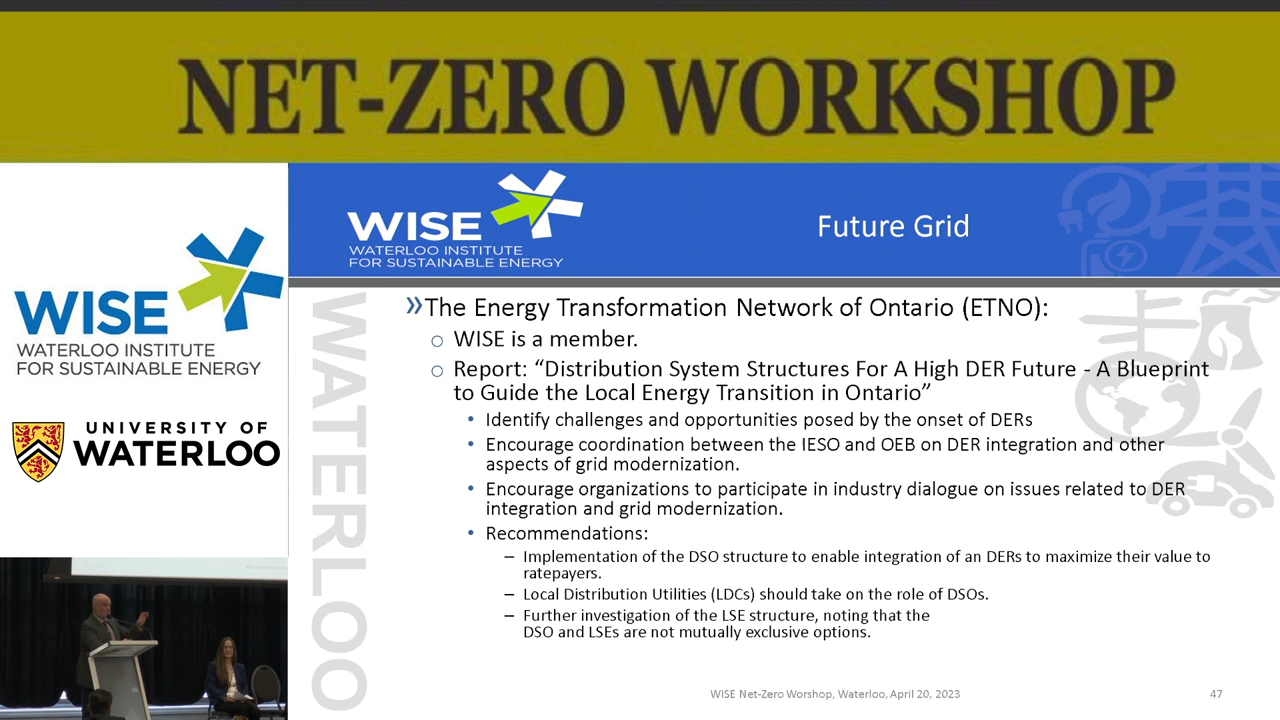 NET-ZERO WORKSHOP
WISE
WATERLOO INSTITUTE
FOR SUSTAINABLE ENERGY
UNIVERSITY OF
WATERLOO
WISE
WATERLOO INSTITUTE
FOR SUSTAINABLE ENERGY
Future Grid
WATERLOO
»The Energy Transformation Network of Ontario (ETNO):
o WISE is a member.
o Report: “Distribution System Structures For A High DER Future - A Blueprint
to Guide the Local Energy Transition in Ontario”
• Identify challenges and opportunities posed by the onset of DERs
• Encourage coordination between the IESO and OEB on DER integration and other
aspects of grid modernization.
• Encourage organizations to participate in industry dialogue on issues related to DER
integration and grid modernization.
• Recommendations:
– Implementation of the DSO structure to enable integration of an DERs to maximize their value to
ratepayers.
– Local Distribution Utilities (LDCs) should take on the role of DSOs.
– Further investigation of the LSE structure, noting that the
DSO and LSEs are not mutually exclusive options.
WISE Net-Zero Worshop, Waterloo, April 20, 2023
47